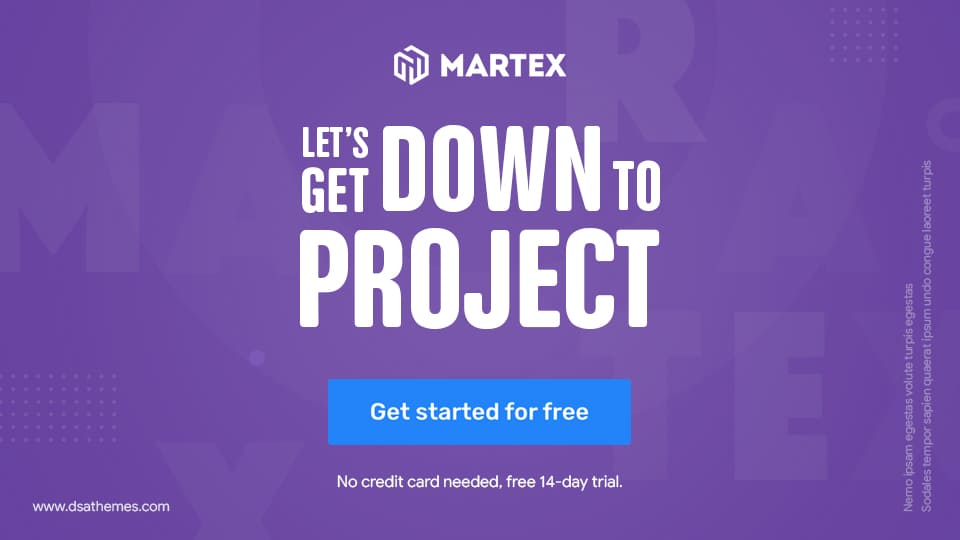 MARTEX
LET'S
GET DOWN TO
PROJECT
Get started for free
No credit card needed, free 14-day trial.
www.dsathemes.com
Nemo ipsam egestas volute turpis egestas
Sodales tempor sapien quaerat ipsum undo congue laoreet turpis
M A R
R A
T E X
X